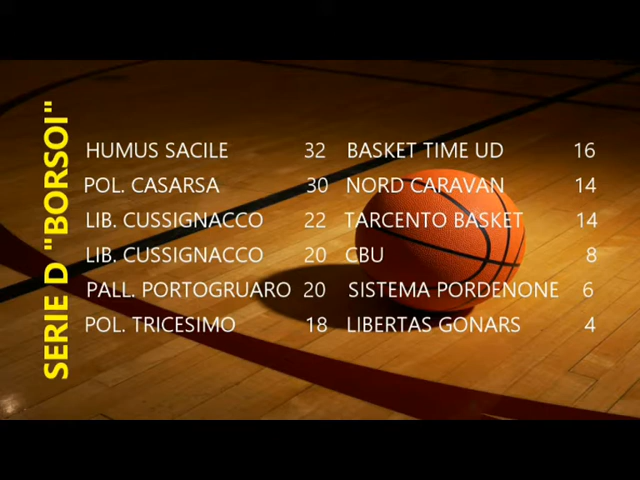 SERIE D "BORSOI"
HUMUS SACILE 32
POL. CASARSA 30
LIB. CUSSIGNACCO 22
LIB. CUSSIGNACCO 20
PALL. PORTOGRUARO 20
POL. TRICESIMO 18
BASKET TIME UD 16
NORD CARAVAN 14
TARCENTO BASKET 14
CBU 8
SISTEMA PORDENONE 6
LIBERTAS GONARS 4